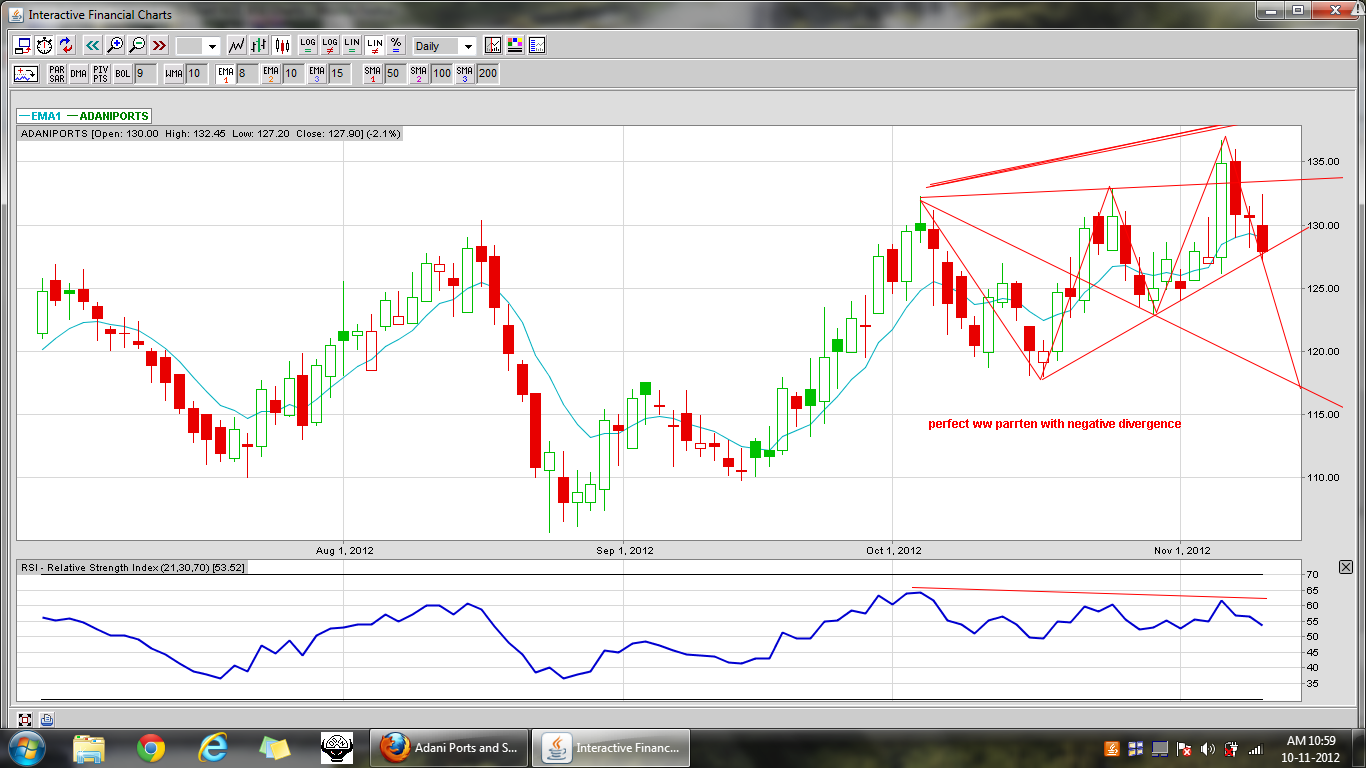 Interactive Financial Charts
LOG LOG LIN LIN % Daily
PAR SAR DMA PIV PTS BOL 9 WMA 10 EMA 1 8 EMA 2 10 EMA 3 15 SMA 1 50 SMA 2 100 SMA 3 200
EMA1 ADANIPORTS
ADANIPORTS [Open: 130.00 High: 132.45 Low: 127.20 Close: 127.90] (-2.1%)
135.00
130.00
125.00
120.00
115.00
perfect ww parrten with negative divergence
110.00
Aug 1, 2012 Sep 1, 2012 Oct 1, 2012 Nov 1, 2012
RSI - Relative Strength Index (21,30,70) [53.52]
70
65
60
55
50
45
40
35
Adani Ports and S... Interactive Financ...
AM 10:59
10-11-2012